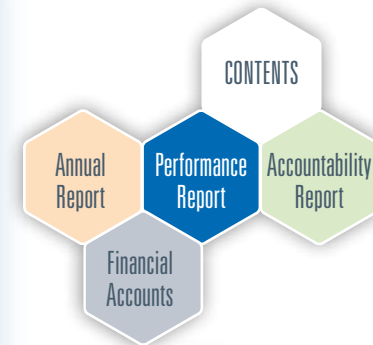 CONTENTS
Annual
Report
Performance
Report
Accountability
Report
Financial
Accounts